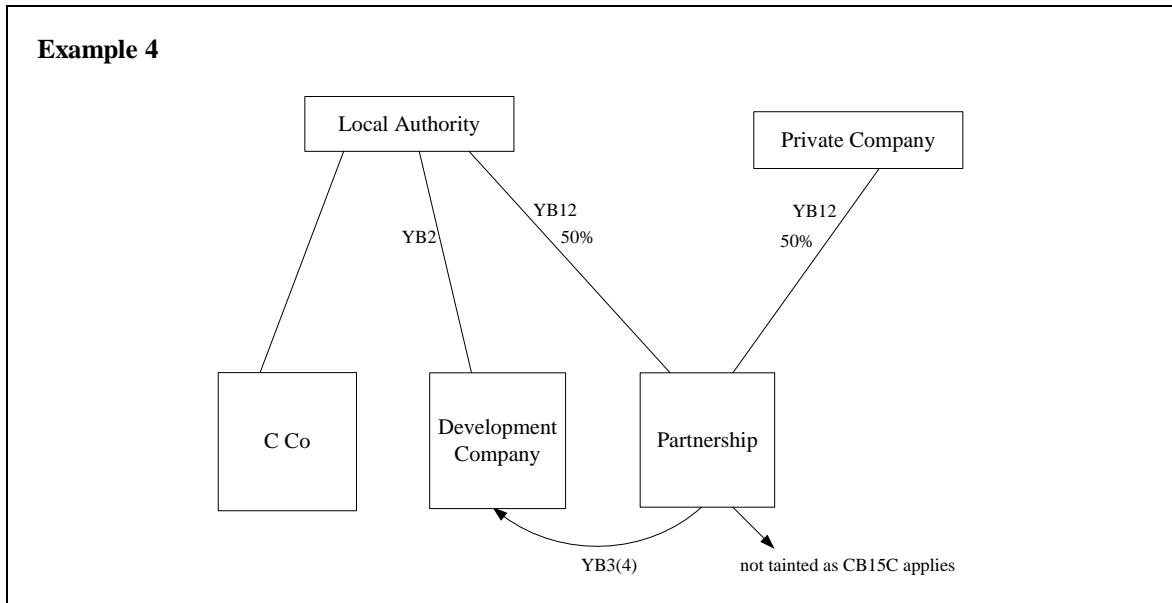 Example 4
Local Authority
Private Company
YB2
YB12
50%
YB12
50%
C Co
Development
Company
Partnership
YB3(4)
not tainted as CB15C applies